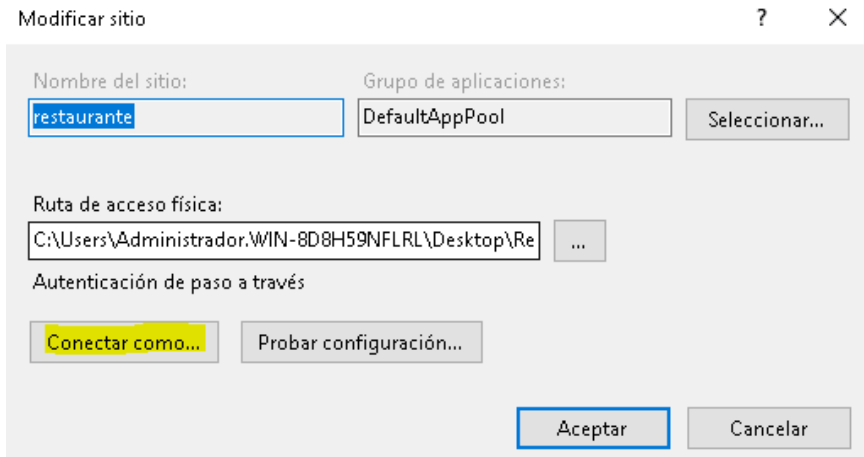 Modificar sitio ? ×
Nombre del sitio: Grupo de aplicaciones:
restaurante DefaultAppPool Seleccionar...
Ruta de acceso física:
C:\Users\Administrador.WIN-8D8H59NFLRL\Desktop\Re ...
Autenticación de paso a través
Conectar como... Probar configuración...
Aceptar Cancelar